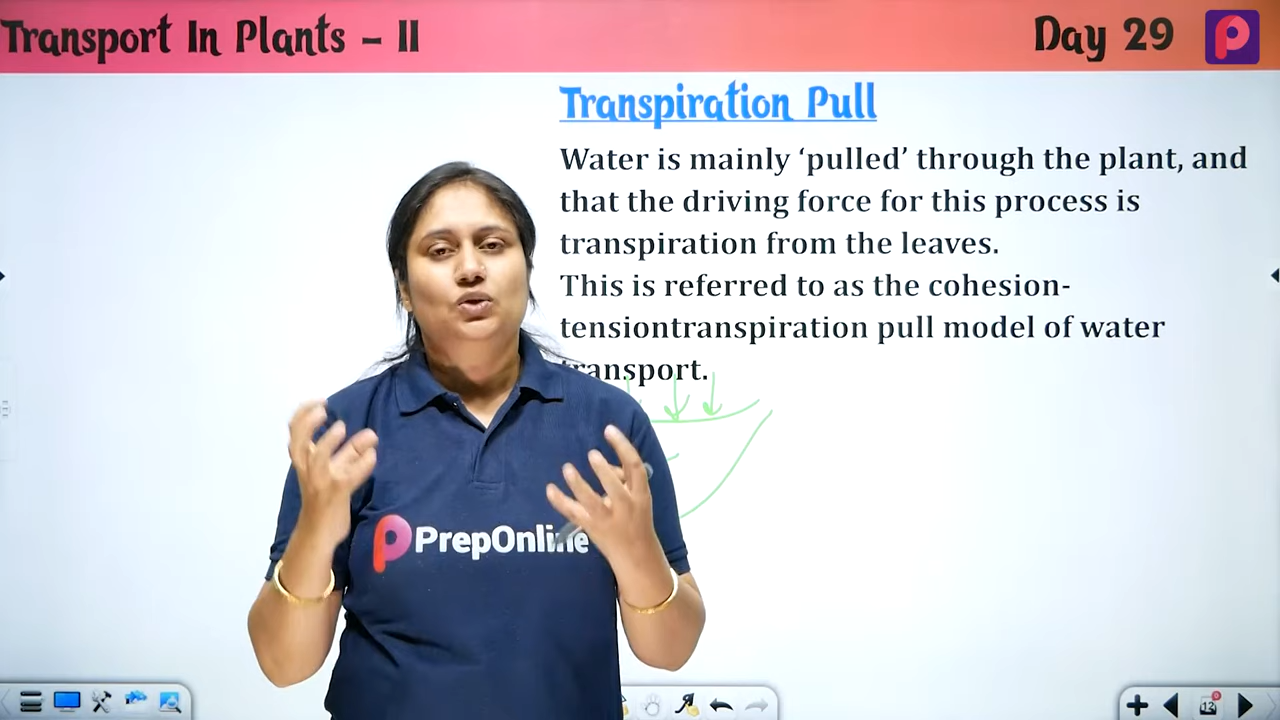 Transport In Plants – II
Day 29
Transpiration Pull
Water is mainly ‘pulled’ through the plant, and
that the driving force for this process is
transpiration from the leaves.
This is referred to as the cohesion-
tensiontranspiration pull model of water
transport.
PrepOnline
12